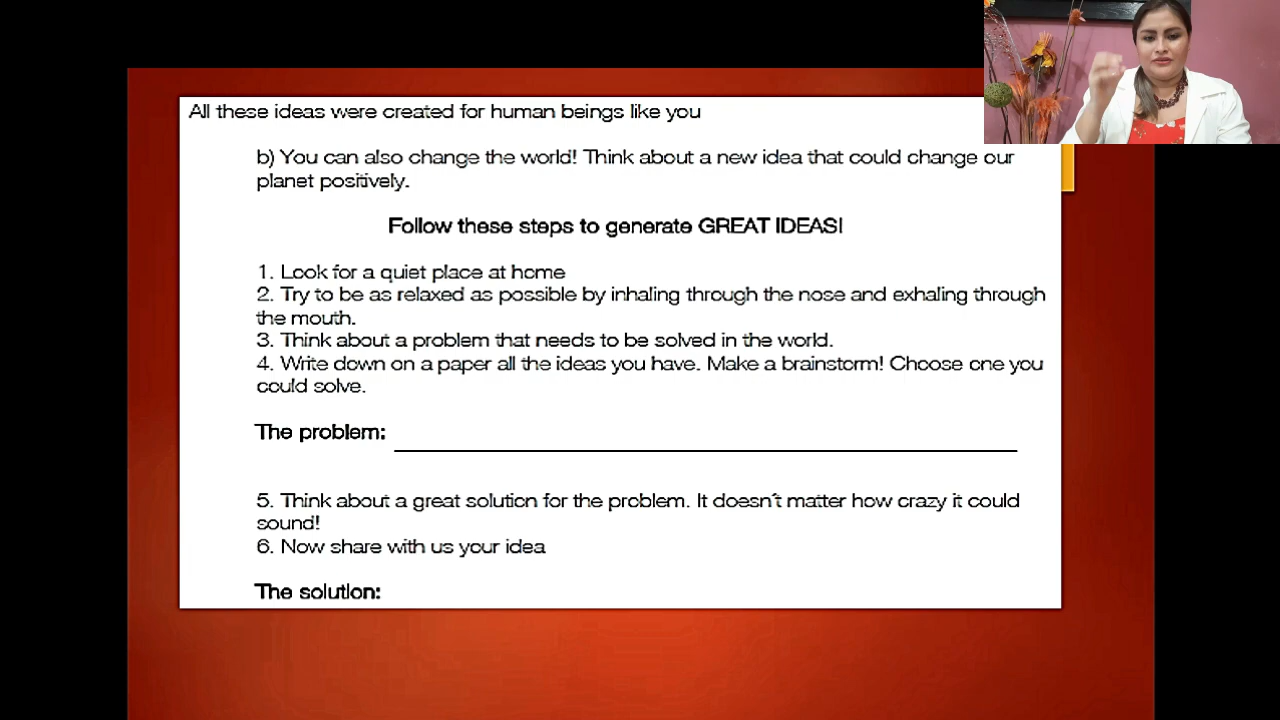 All these ideas were created for human beings like you
b) You can also change the world! Think about a new idea that could change our
planet positively.
Follow these steps to generate GREAT IDEAS!
1. Look for a quiet place at home
2. Try to be as relaxed as possible by inhaling through the nose and exhaling through
the mouth.
3. Think about a problem that needs to be solved in the world.
4. Write down on a paper all the ideas you have. Make a brainstorm! Choose one you
could solve.
The problem:
5. Think about a great solution for the problem. It doesn´t matter how crazy it could
sound!
6. Now share with us your idea
The solution: